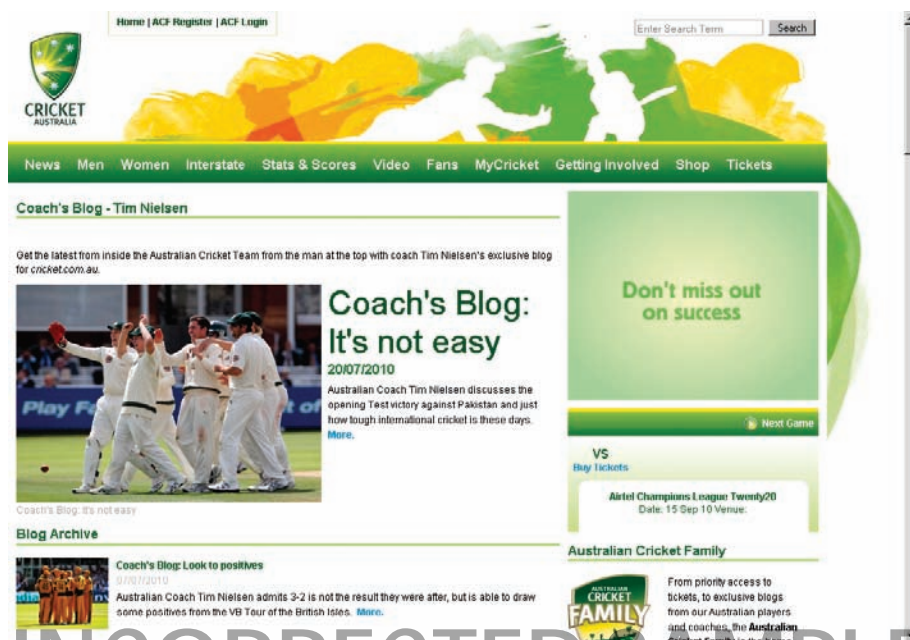 Home | ACF Register | ACF Login
Enter Search Term
Search
CRICKET
AUSTRALIA
News Men Women Interstate Stats & Scores Video Fans MyCricket Getting Involved Shop Tickets
Coach's Blog - Tim Nielsen
Get the latest from inside the Australian Cricket Team from the man at the top with coach Tim Nielsen's exclusive blog
for cricket.com.au.
Play
Coach's Blog:
It's not easy
20/07/2010
Australian Coach Tim Nielsen discusses the
opening Test victory against Pakistan and just
how tough international cricket is these days.
More.
Coach's Blog: It's not easy
Blog Archive
Coach's Blog: Look to positives
07/07/2010
Australian Coach Tim Nielsen admits 3-2 is not the result they were after, but is able to draw
some positives from the VB Tour of the British Isles. More.
Don't miss out
on success
Next Game
VS
Buy Tickets
Airtel Champions League Twenty20
Date: 15 Sep 10 Venue:
Australian Cricket Family
AUSTRALIAN
CRICKET
FAMILY
From priority access to
tickets, to exclusive blogs
from our Australian players
and coaches, the Australian